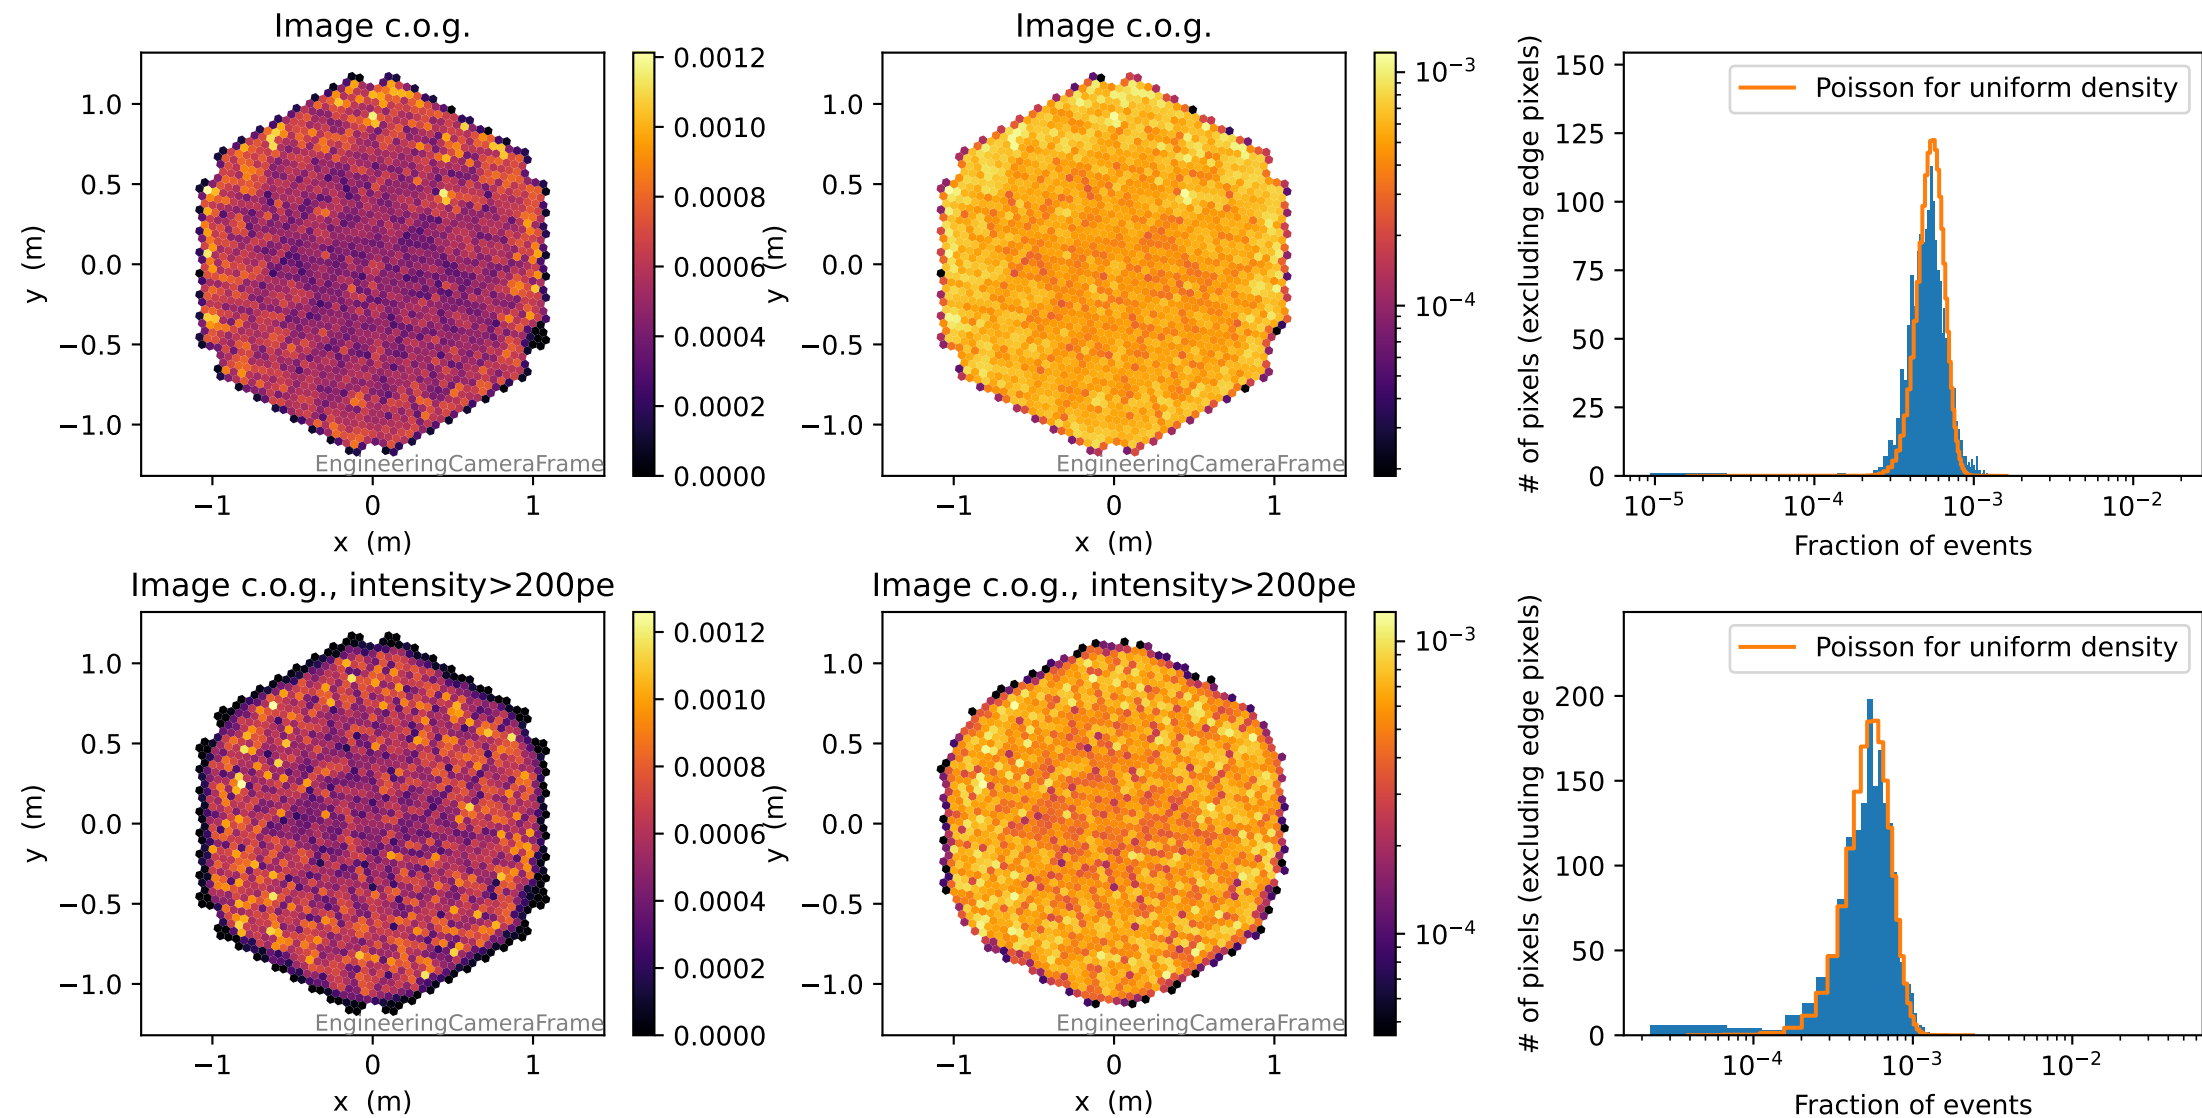 Image c.o.g.
y (m)
1.0
0.5
0.0
−0.5
−1.0
EngineeringCameraFrame
−1 0 1
x (m)
0.0012
0.0010
0.0008
0.0006
0.0004
0.0002
0.0000
Image c.o.g.
y (m)
1.0
0.5
0.0
−0.5
−1.0
EngineeringCameraFrame
−1 0 1
x (m)
10⁻³
10⁻⁴
# of pixels (excluding edge pixels)
150
125
100
75
50
25
0
Poisson for uniform density
10⁻⁵ 10⁻⁴ 10⁻³ 10⁻²
Fraction of events
Image c.o.g., intensity>200pe
y (m)
1.0
0.5
0.0
−0.5
−1.0
EngineeringCameraFrame
−1 0 1
x (m)
0.0012
0.0010
0.0008
0.0006
0.0004
0.0002
0.0000
Image c.o.g., intensity>200pe
y (m)
1.0
0.5
0.0
−0.5
−1.0
EngineeringCameraFrame
−1 0 1
x (m)
10⁻³
10⁻⁴
# of pixels (excluding edge pixels)
200
150
100
50
0
Poisson for uniform density
10⁻⁴ 10⁻³ 10⁻²
Fraction of events